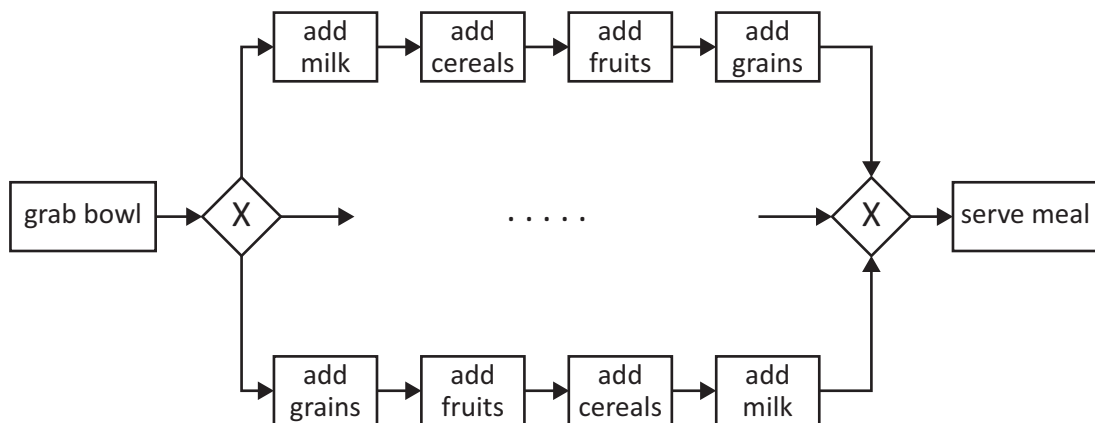 add
milk
add
cereals
add
fruits
add
grains
grab bowl
X
. . . . .
X
serve meal
add
grains
add
fruits
add
cereals
add
milk